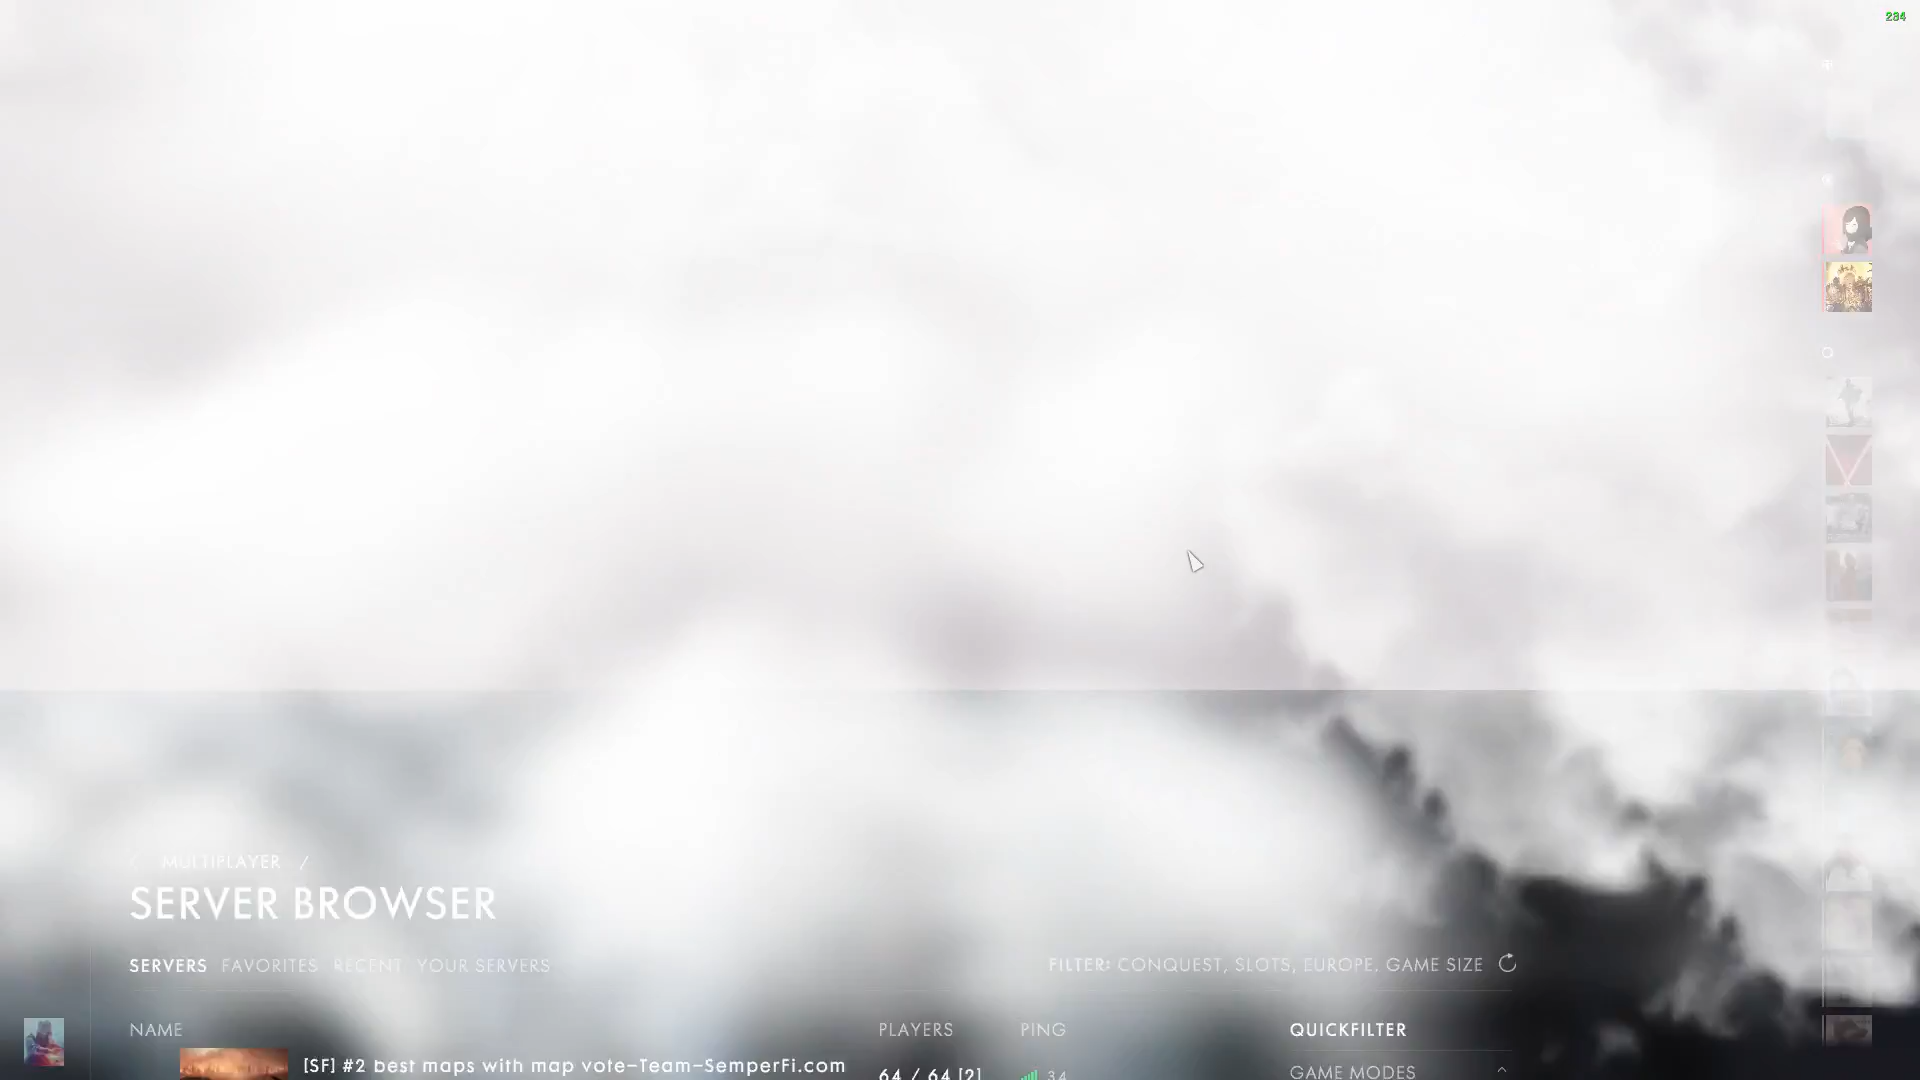 284
MULTIPLAYER /
SERVER BROWSER
SERVERS FAVORITES RECENT YOUR SERVERS
FILTER: CONQUEST, SLOTS, EUROPE, GAME SIZE
NAME PLAYERS PING QUICKFILTER
[SF] #2 best maps with map vote-Team-SemperFi.com 64 / 64 [2] 34
GAME MODES